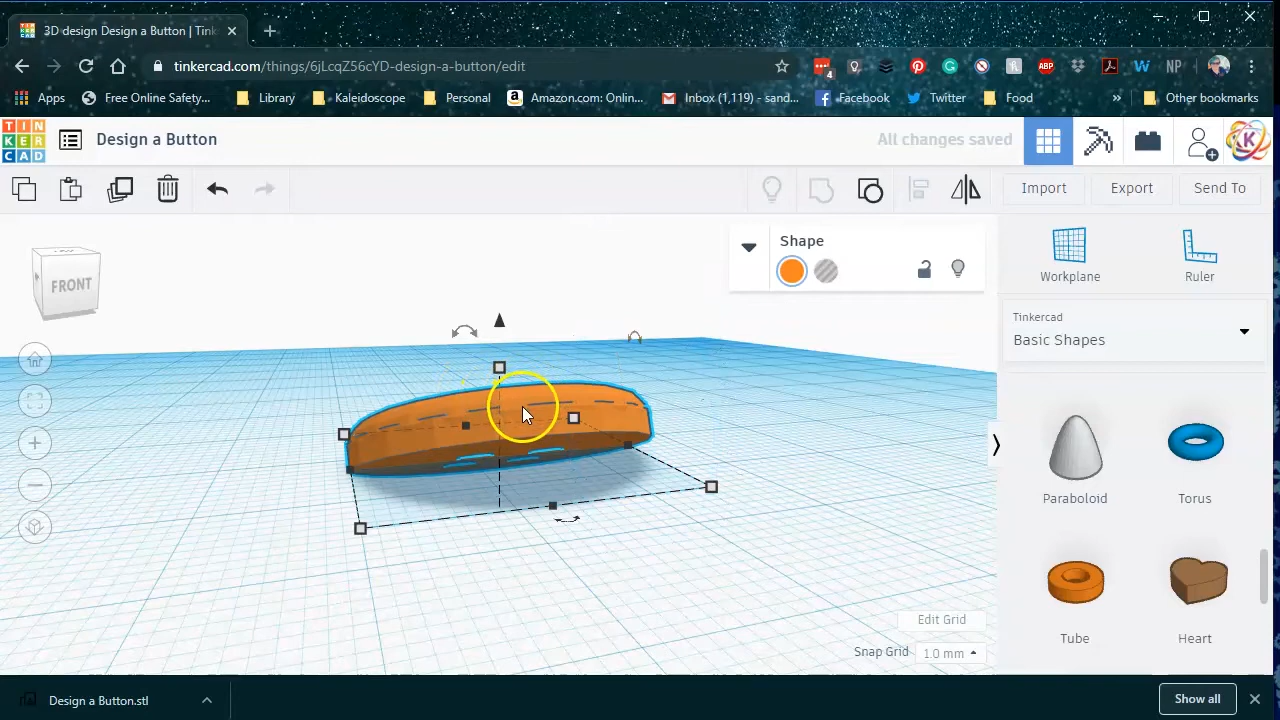 3D design Design a Button | Tink
tinkercad.com/things/6jLcqZ56cYD-design-a-button/edit
4
ABP
W
NP
Apps
Free Online Safety...
Library
Kaleidoscope
Personal
Amazon.com: Onlin...
Inbox (1,119) - sand...
Facebook
Twitter
Food
»
Other bookmarks
TIN
KER
CAD
Design a Button
All changes saved
K
Import
Export
Send To
FRONT
Shape
Workplane
Ruler
Tinkercad
Basic Shapes
Paraboloid
Torus
Tube
Heart
Edit Grid
Snap Grid
1.0 mm
Design a Button.stl
Show all